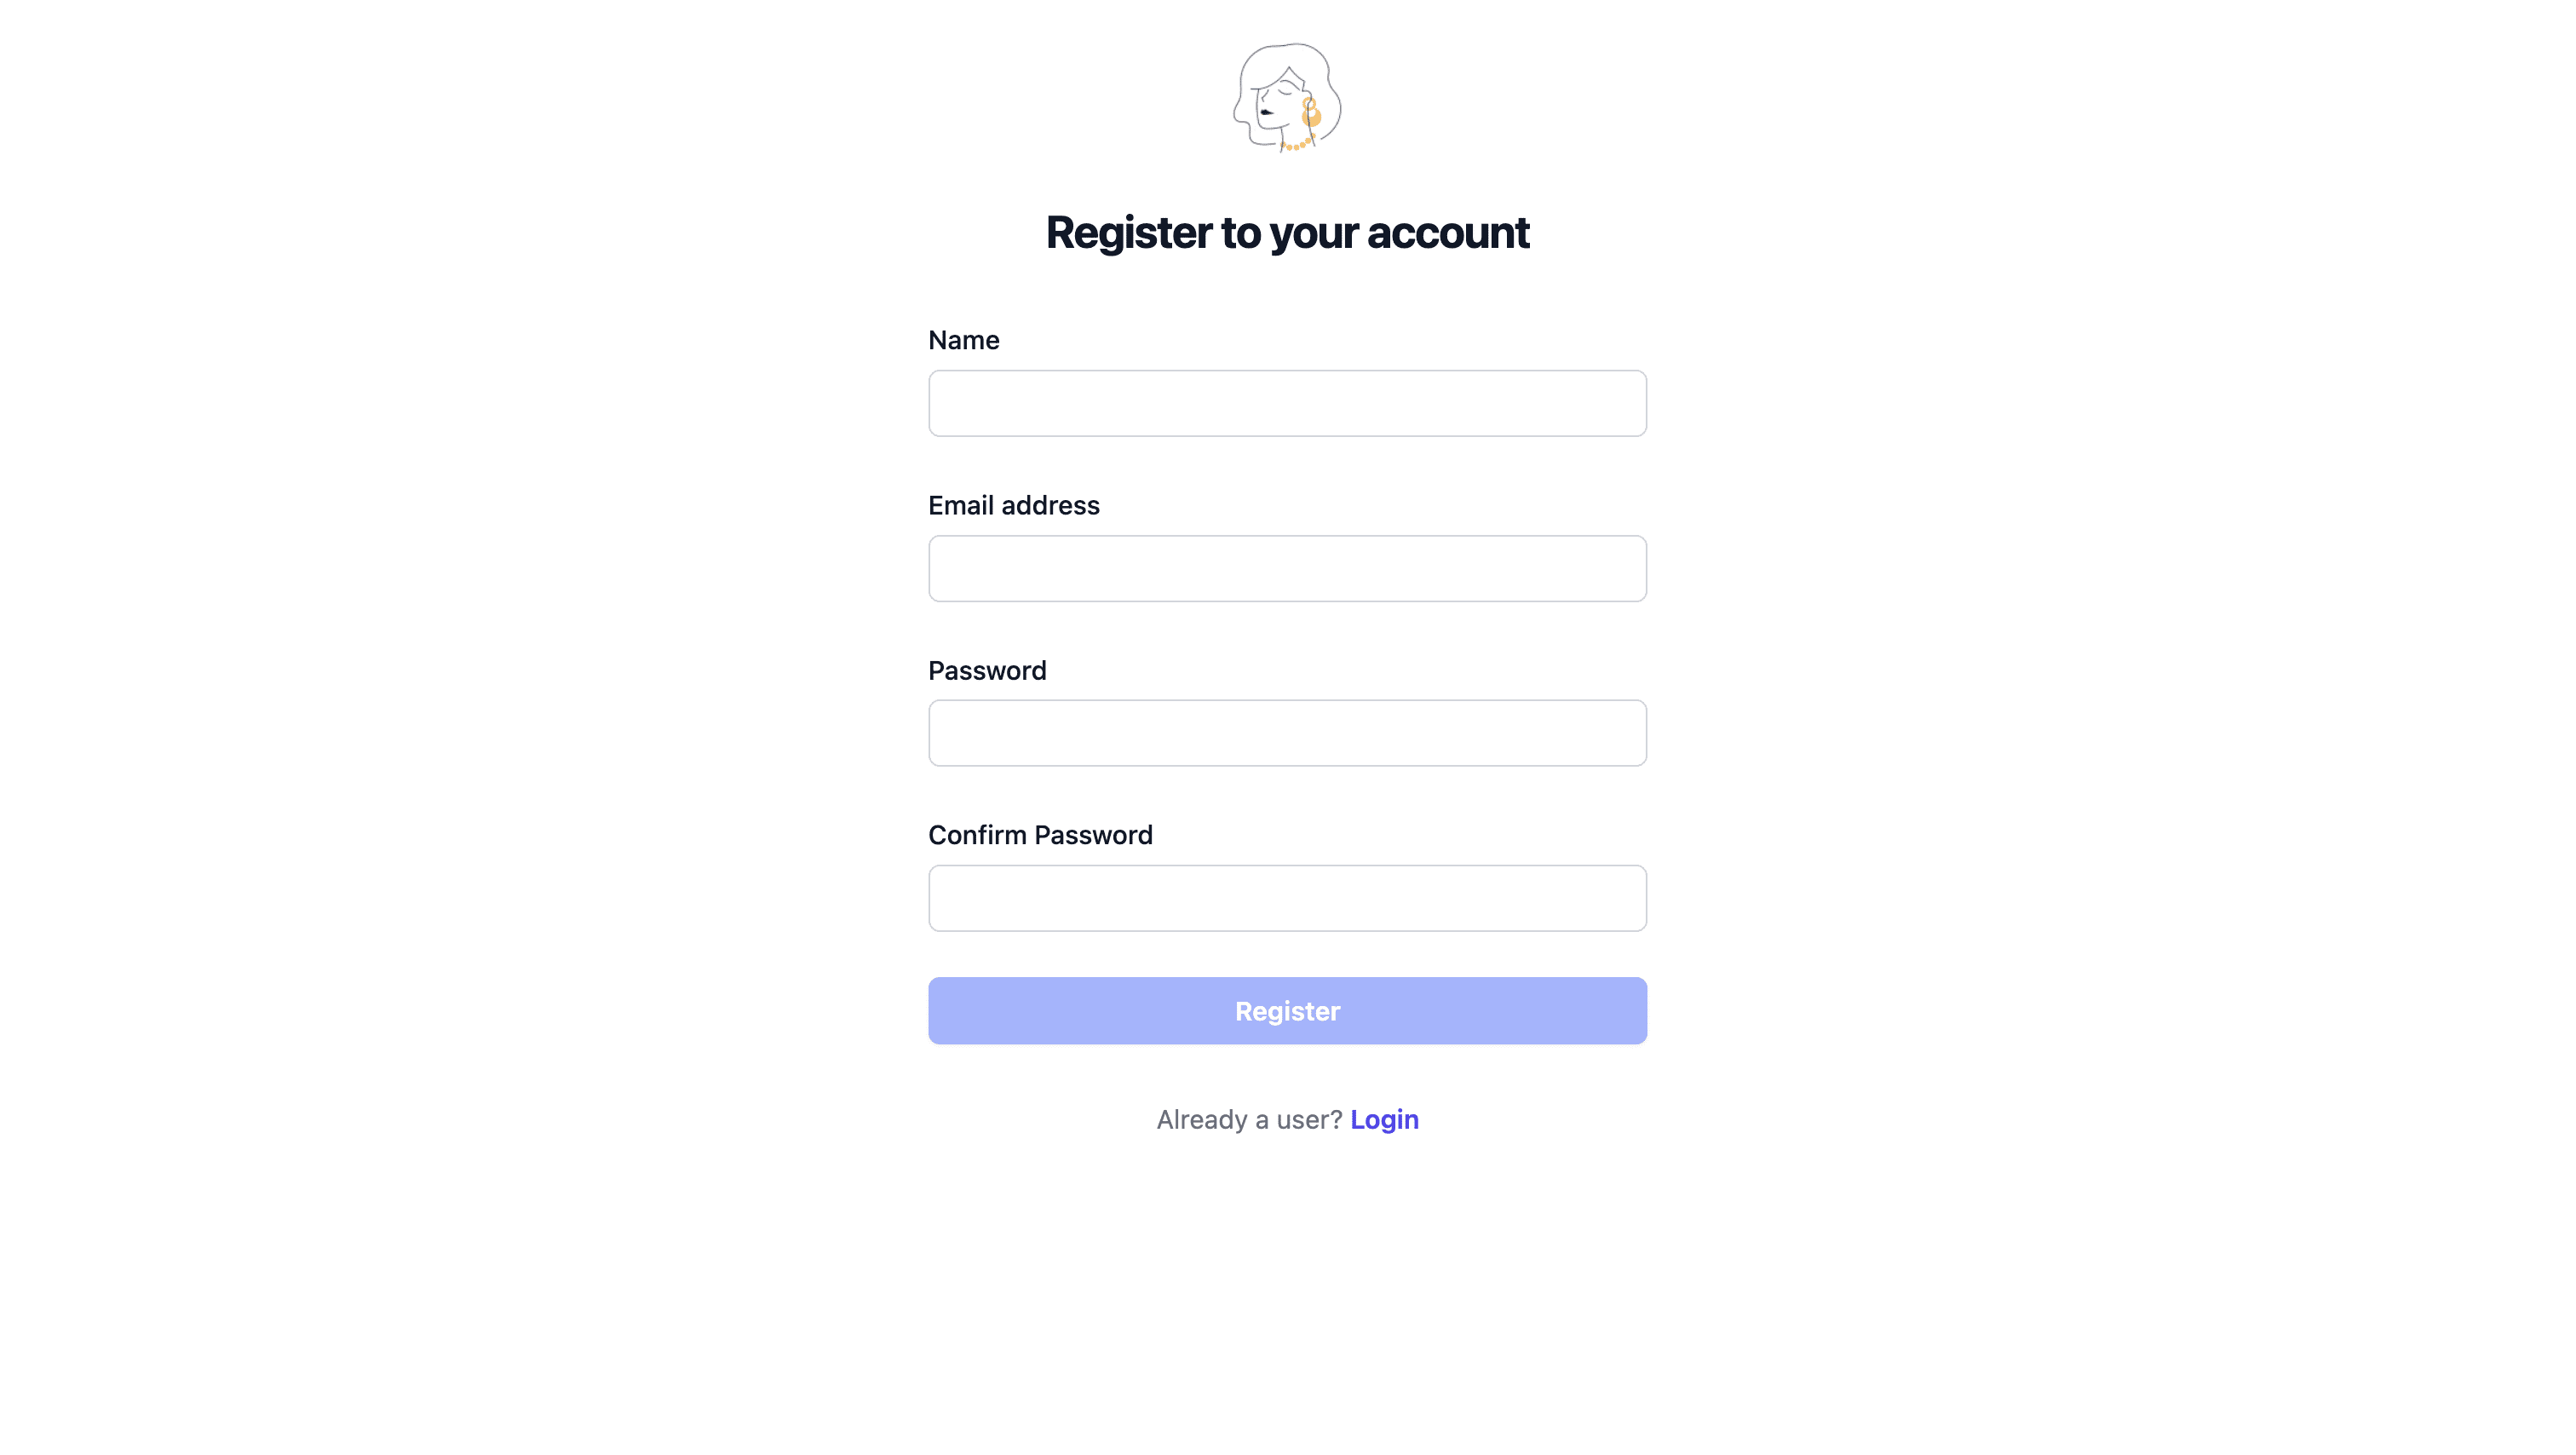 Register to your account
Name
Email address
Password
Confirm Password
Register
Already a user? Login